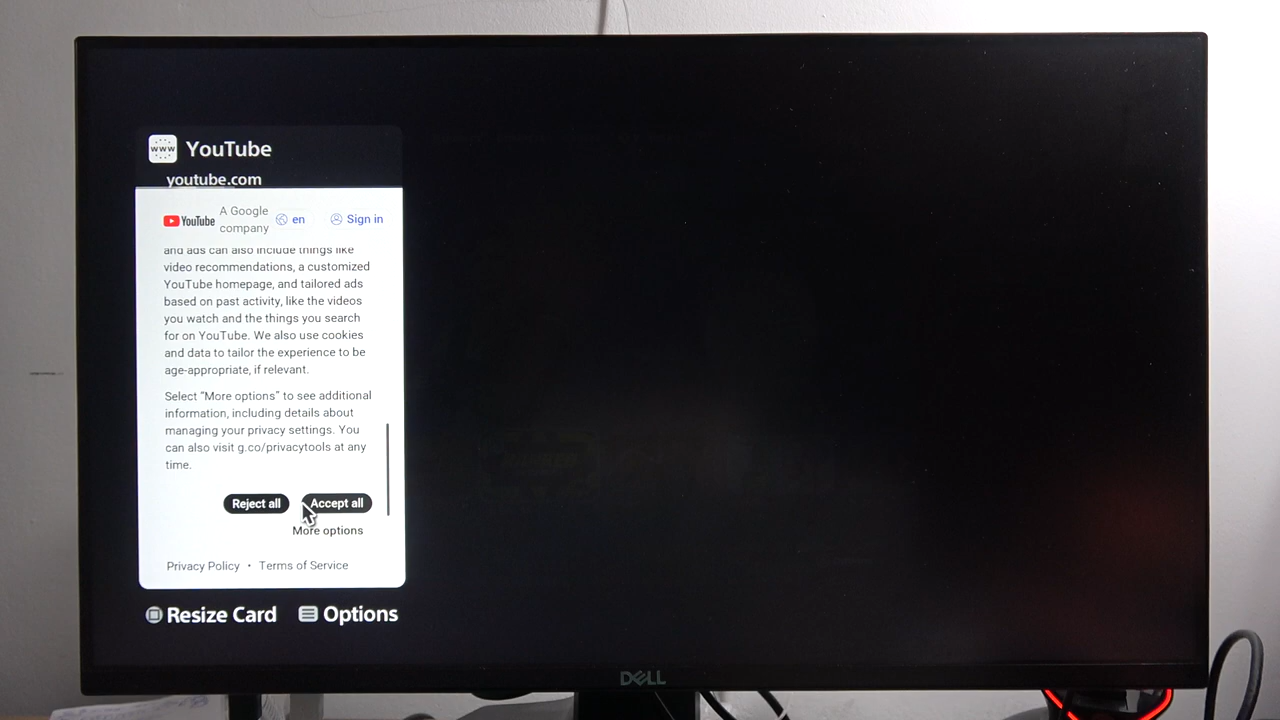 www
YouTube
youtube.com
YouTube
A Google
company
en
Sign in
and ads can also include things like
video recommendations, a customized
YouTube homepage, and tailored ads
based on past activity, like the videos
you watch and the things you search
for on YouTube. We also use cookies
and data to tailor the experience to be
age-appropriate, if relevant.
Select “More options” to see additional
information, including details about
managing your privacy settings. You
can also visit g.co/privacytools at any
time.
Reject all
Accept all
More options
Privacy Policy • Terms of Service
Resize Card
Options
DELL